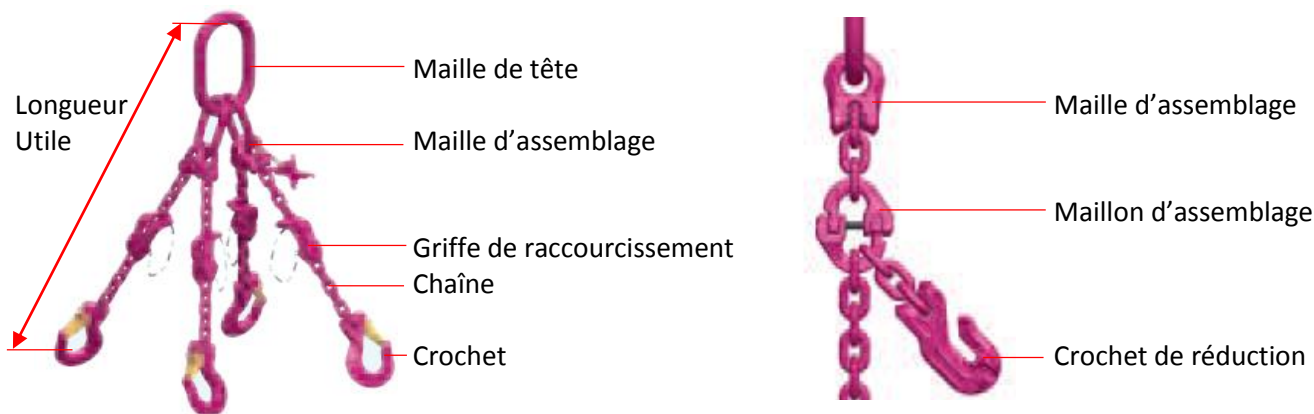 Longueur
Utile
Maille de tête
Maille d’assemblage
Griffe de raccourcissement
Chaîne
Crochet
Maille d’assemblage
Maillon d’assemblage
Crochet de réduction